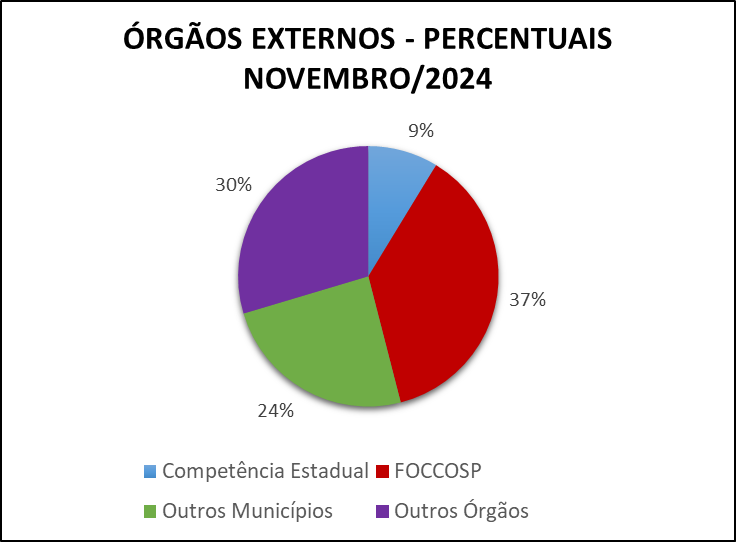 ÓRGÃOS EXTERNOS - PERCENTUAIS
NOVEMBRO/2024
9%
30%
37%
24%
Competência Estadual FOCCOSP
Outros Municípios Outros Órgãos